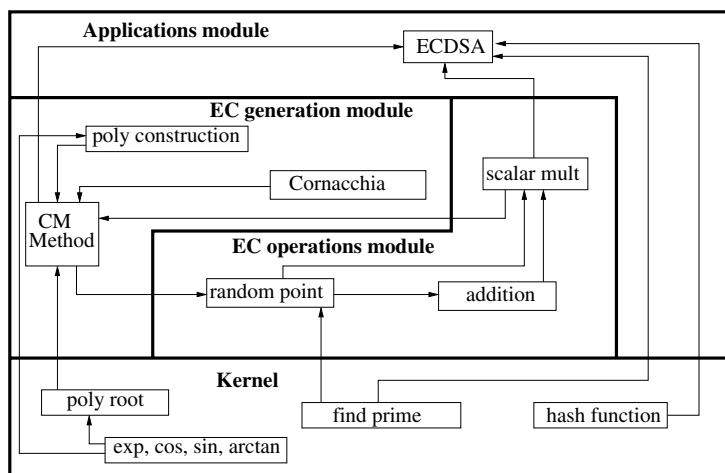 Applications module
ECDSA
EC generation module
poly construction
Cornacchia
scalar mult
CM
Method
EC operations module
random point
addition
Kernel
poly root
find prime
hash function
exp, cos, sin, arctan